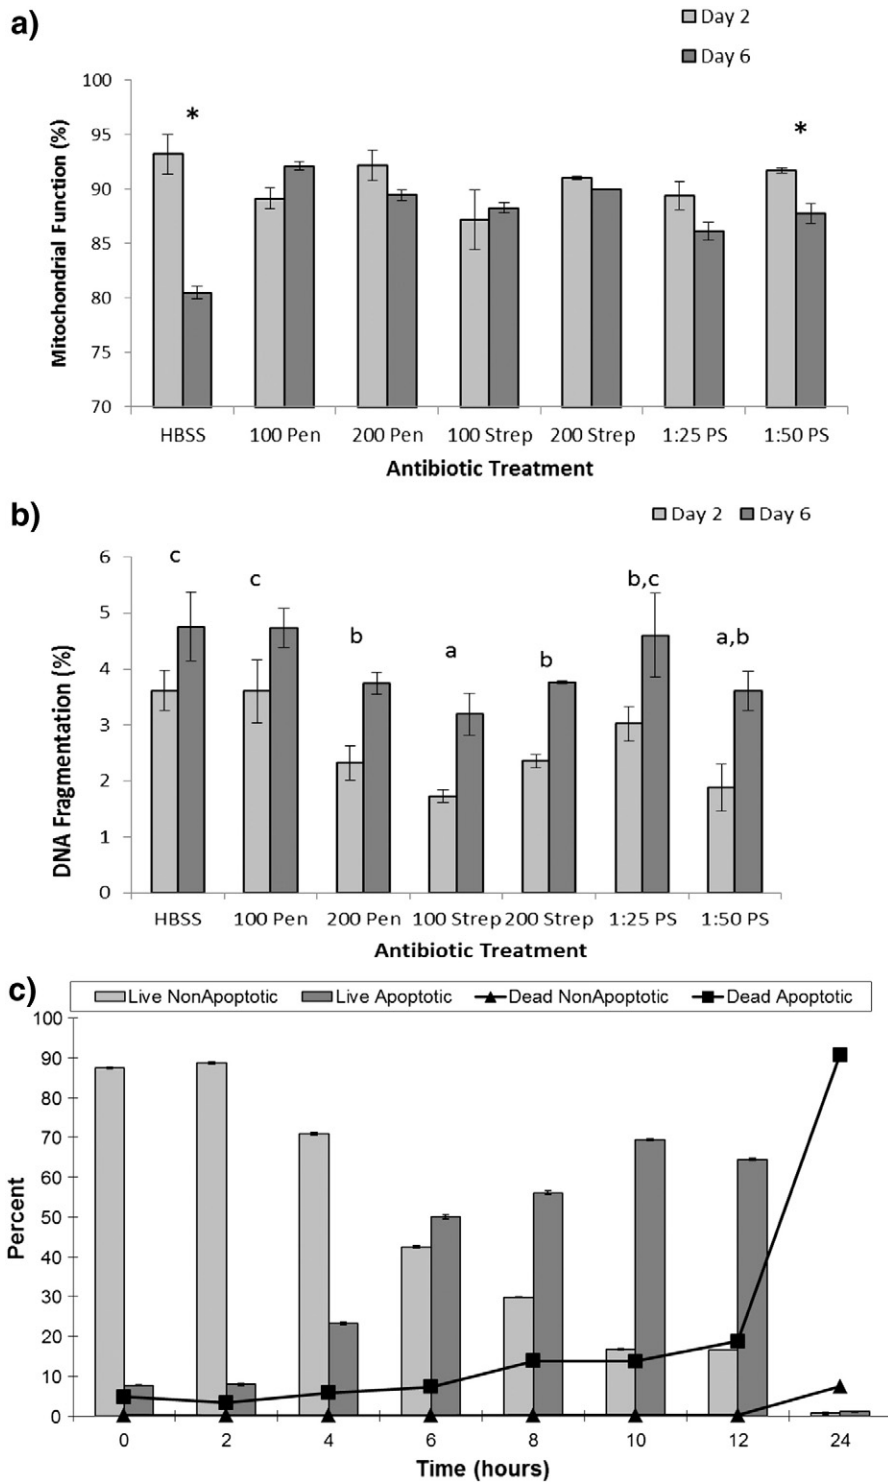 a)
Day 2
Day 6
Mitochondrial Function (%)
100
95
90
85
80
75
70
*
*
HBSS 100 Pen 200 Pen 100 Strep 200 Strep 1:25 PS 1:50 PS
Antibiotic Treatment
b)
Day 2 Day 6
DNA Fragmentation (%)
6
5
4
3
2
1
0
c c b a b b,c a,b
HBSS 100 Pen 200 Pen 100 Strep 200 Strep 1:25 PS 1:50 PS
Antibiotic Treatment
c)
Live NonApoptotic Live Apoptotic Dead NonApoptotic Dead Apoptotic
Percent
100
90
80
70
60
50
40
30
20
10
0
0 2 4 6 8 10 12 24
Time (hours)